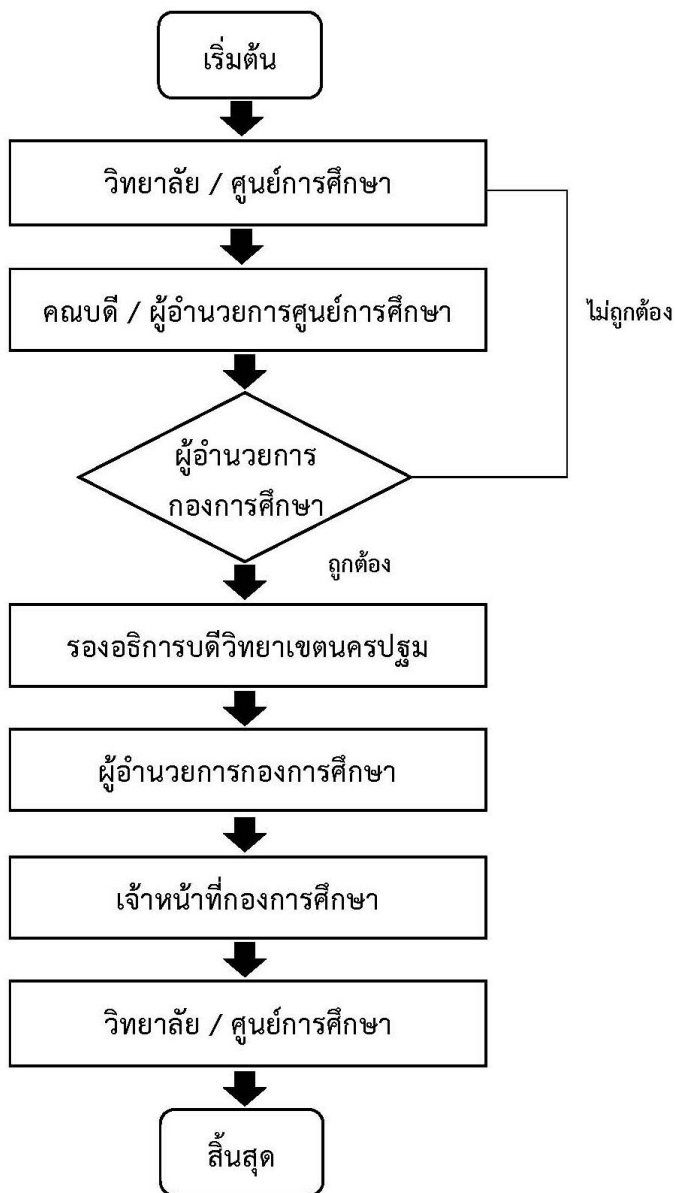 เริ่มต้น
วิทยาลัย / ศูนย์การศึกษา
คณบดี / ผู้อำนวยการศูนย์การศึกษา
ไม่ถูกต้อง
ผู้อำนวยการ
กองการศึกษา
ถูกต้อง
รองอธิการบดีวิทยาเขตนครปฐม
ผู้อำนวยการกองการศึกษา
เจ้าหน้าที่กองการศึกษา
วิทยาลัย / ศูนย์การศึกษา
สิ้นสุด